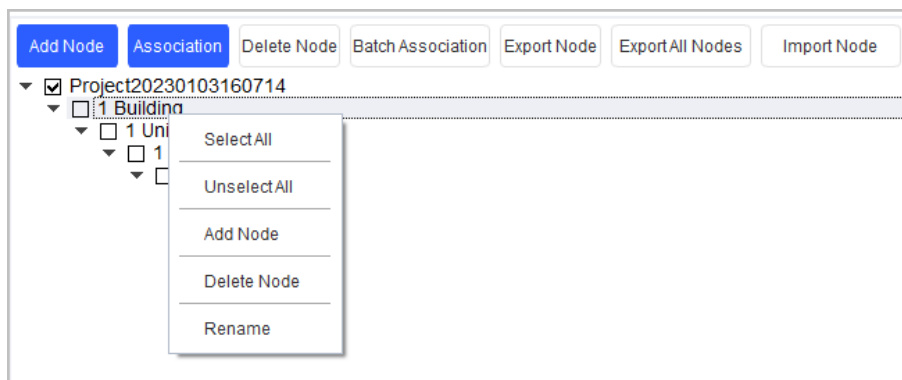 Add Node Association Delete Node Batch Association Export Node Export All Nodes Import Node
Project20230103160714
1 Building
1 Uni
1
Select All
Unselect All
Add Node
Delete Node
Rename